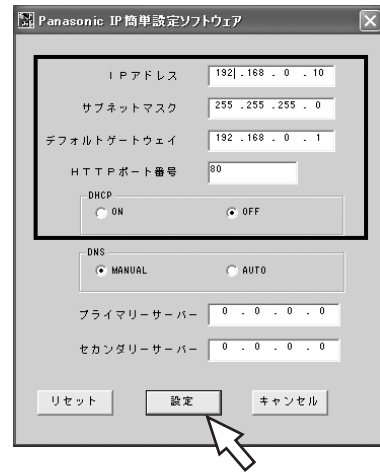 Panasonic IP簡単設定ソフトウェア
IPアドレス 192.168.0.10
サブネットマスク 255.255.255.0
デフォルトゲートウェイ 192.168.0.1
HTTPポート番号 80
DHCP
ON OFF
DNS
MANUAL AUTO
プライマリーサーバー 0.0.0.0
セカンダリーサーバー 0.0.0.0
リセット 設定 キャンセル